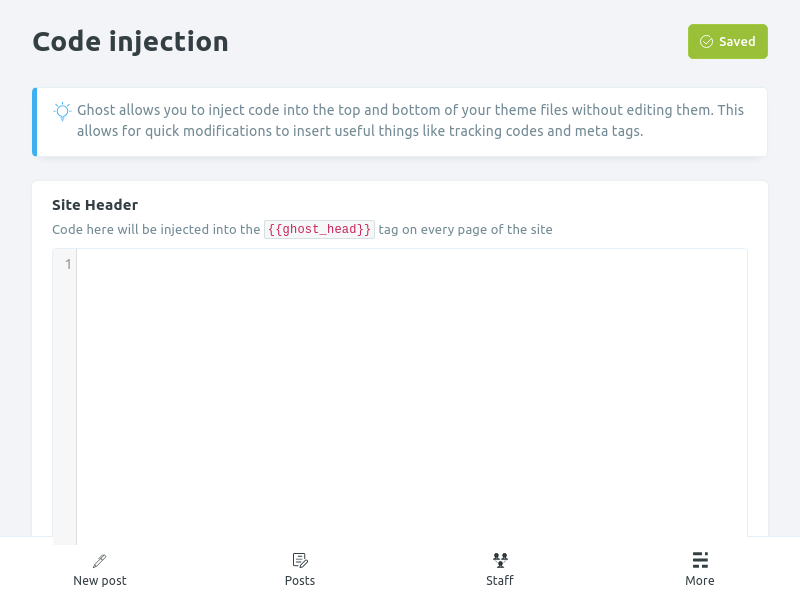 Code injection
Saved
Ghost allows you to inject code into the top and bottom of your theme files without editing them. This
allows for quick modifications to insert useful things like tracking codes and meta tags.
Site Header
Code here will be injected into the {{ghost_head}} tag on every page of the site
1
New post
Posts
Staff
More